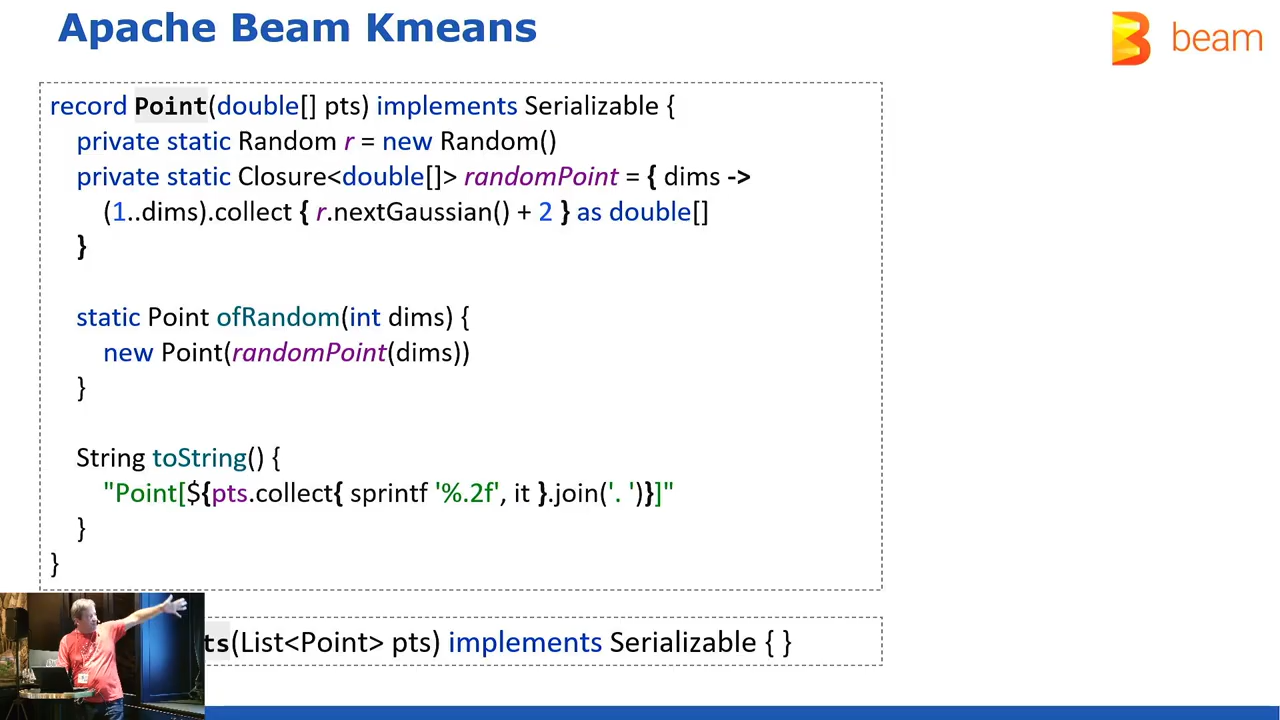 Apache Beam Kmeans
beam
record Point(double[] pts) implements Serializable {
private static Random r = new Random()
private static Closure<double[]> randomPoint = { dims ->
(1..dims).collect { r.nextGaussian() + 2 } as double[]
}
static Point ofRandom(int dims) {
new Point(randomPoint(dims))
}
String toString() {
"Point[${pts.collect{ sprintf '%.2f', it }.join('. ')}]"
}
}
ts(List<Point> pts) implements Serializable { }